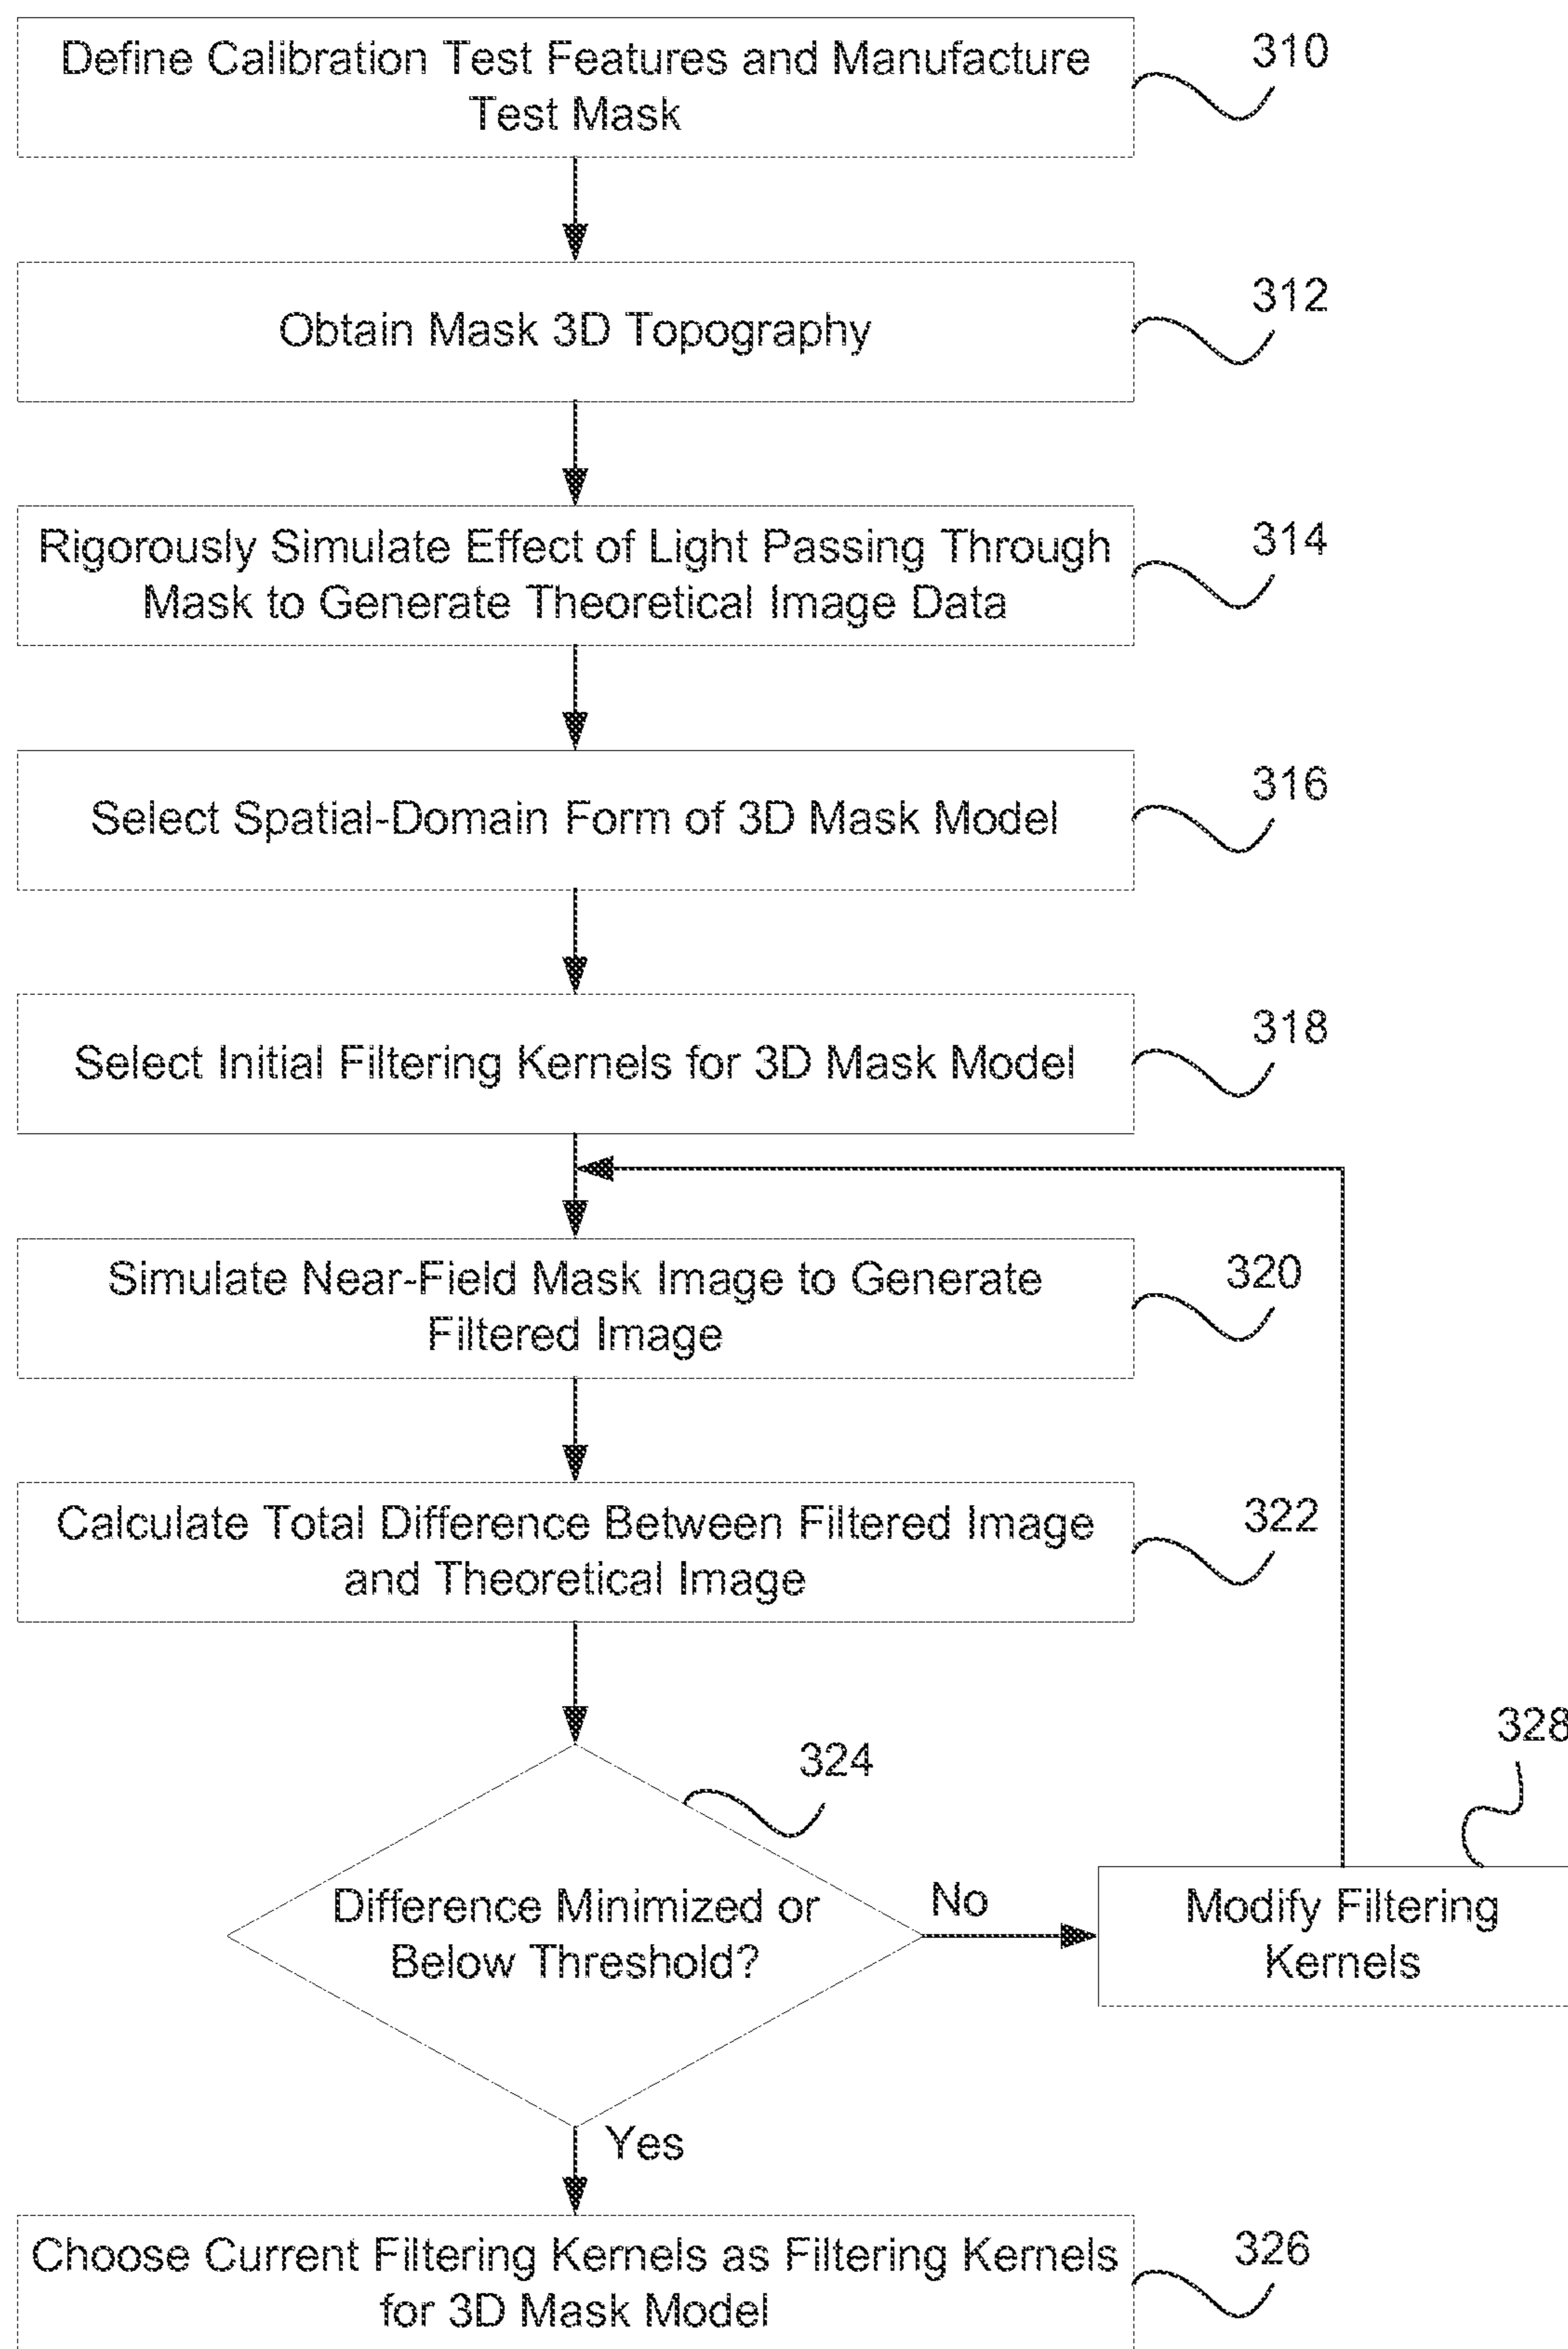 Define Calibration Test Features and Manufacture
Test Mask
310
Obtain Mask 3D Topography
312
Rigorously Simulate Effect of Light Passing Through
Mask to Generate Theoretical Image Data
314
Select Spatial-Domain Form of 3D Mask Model
316
Select Initial Filtering Kernels for 3D Mask Model
318
Simulate Near-Field Mask Image to Generate
Filtered Image
320
Calculate Total Difference Between Filtered Image
and Theoretical Image
322
324
Difference Minimized or
Below Threshold?
No
328
Modify Filtering
Kernels
Yes
Choose Current Filtering Kernels as Filtering Kernels
for 3D Mask Model
326